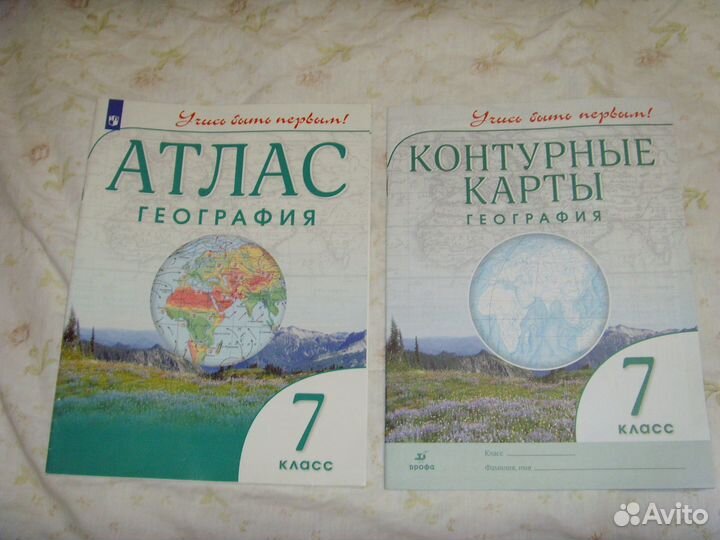 Учись быть первым!
АТЛАС
ГЕОГРАФИЯ
7
КЛАСС
Учись быть первым!
КОНТУРНЫЕ
КАРТЫ
ГЕОГРАФИЯ
7
КЛАСС
Класс
Фамилия, имя
дрофа
Avito